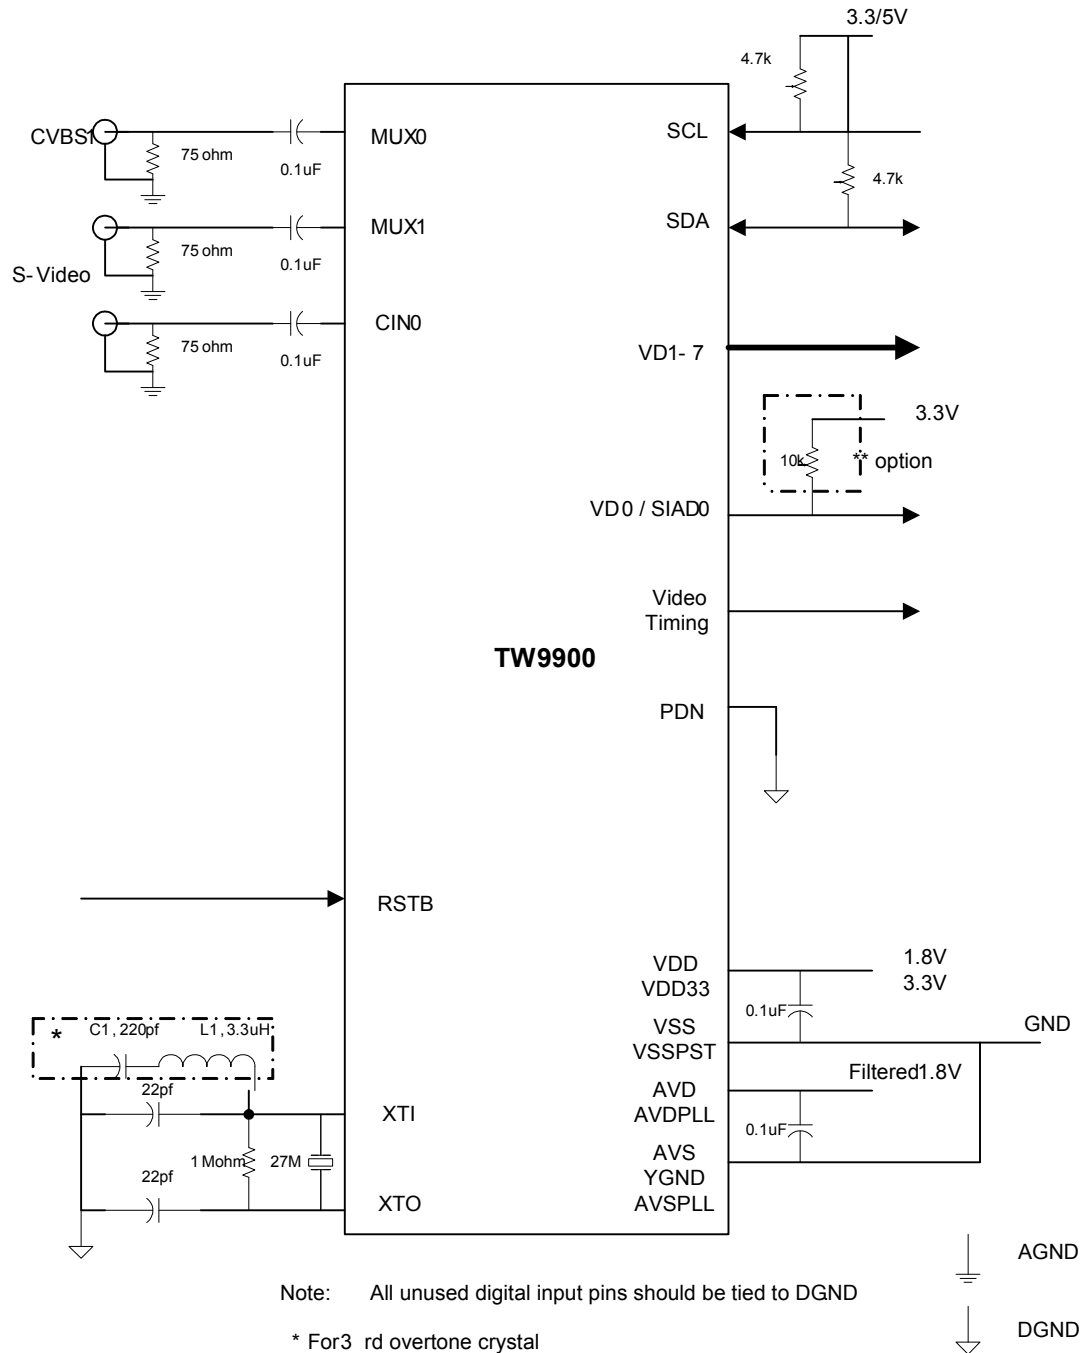 3.3/5V
4.7k
CVBS1
75 ohm
0.1uF
MUX0
SCL
4.7k
S-Video
75 ohm
0.1uF
MUX1
SDA
75 ohm
0.1uF
CIN0
VD1-7
3.3V
10k
** option
VD0 / SIAD0
Video
Timing
TW9900
PDN
RSTB
VDD
VDD33
1.8V
3.3V
0.1uF
VSS
VSSPST
GND
* C1, 220pf L1, 3.3uH
22pf
XTI
1 Mohm
27M
22pf
XTO
AVD
AVDPLL
Filtered1.8V
0.1uF
AVS
YGND
AVSPLL
AGND
DGND
Note: All unused digital input pins should be tied to DGND
* For3 rd overtone crystal